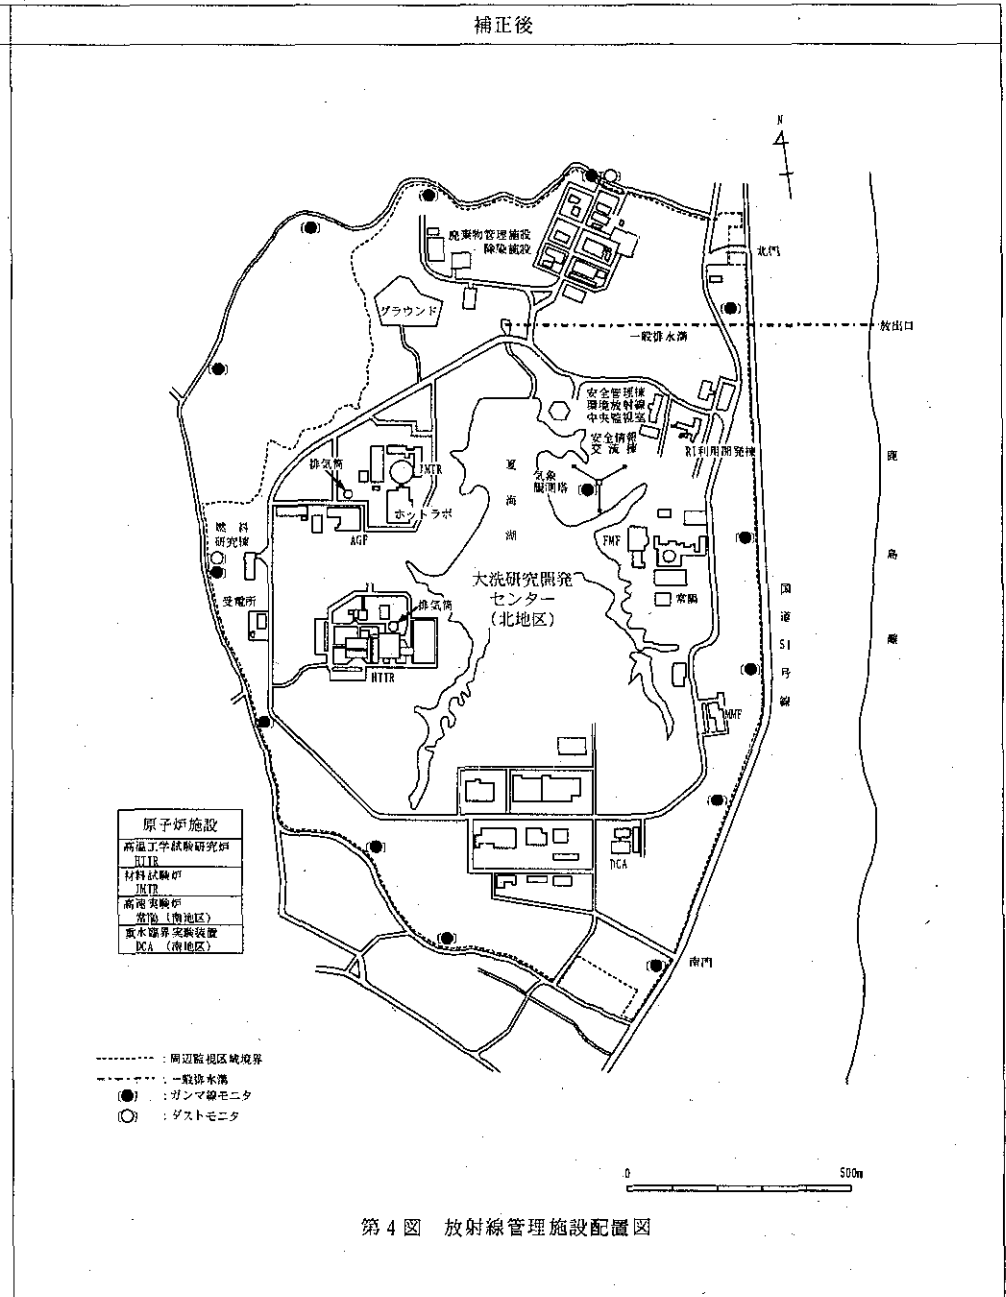 補正後
N
廃棄物管理施設
除染施設
北門
グラウンド
一般排水溝
放出口
安全管理棟
環境放射線
中央監視室
安全情報
交流棟
RI利用開発棟
排気筒
JMTR
ホットラボ
AGF
夏海湖
気象
観測塔
燃料
研究棟
FMF
鹿島灘
受電所
排気筒
大洗研究開発
センター
(北地区)
常陽
国道51号線
HTTR
MMF
原子炉施設
高温工学試験研究炉
HTTR
材料試験炉
JMTR
高速実験炉
常陽 (南地区)
重水臨界実験装置
DCA (南地区)
DCA
南門
:周辺監視区域境界
:一般排水溝
:ガンマ線モニタ
:ダストモニタ
0
500m
第4図 放射線管理施設配置図